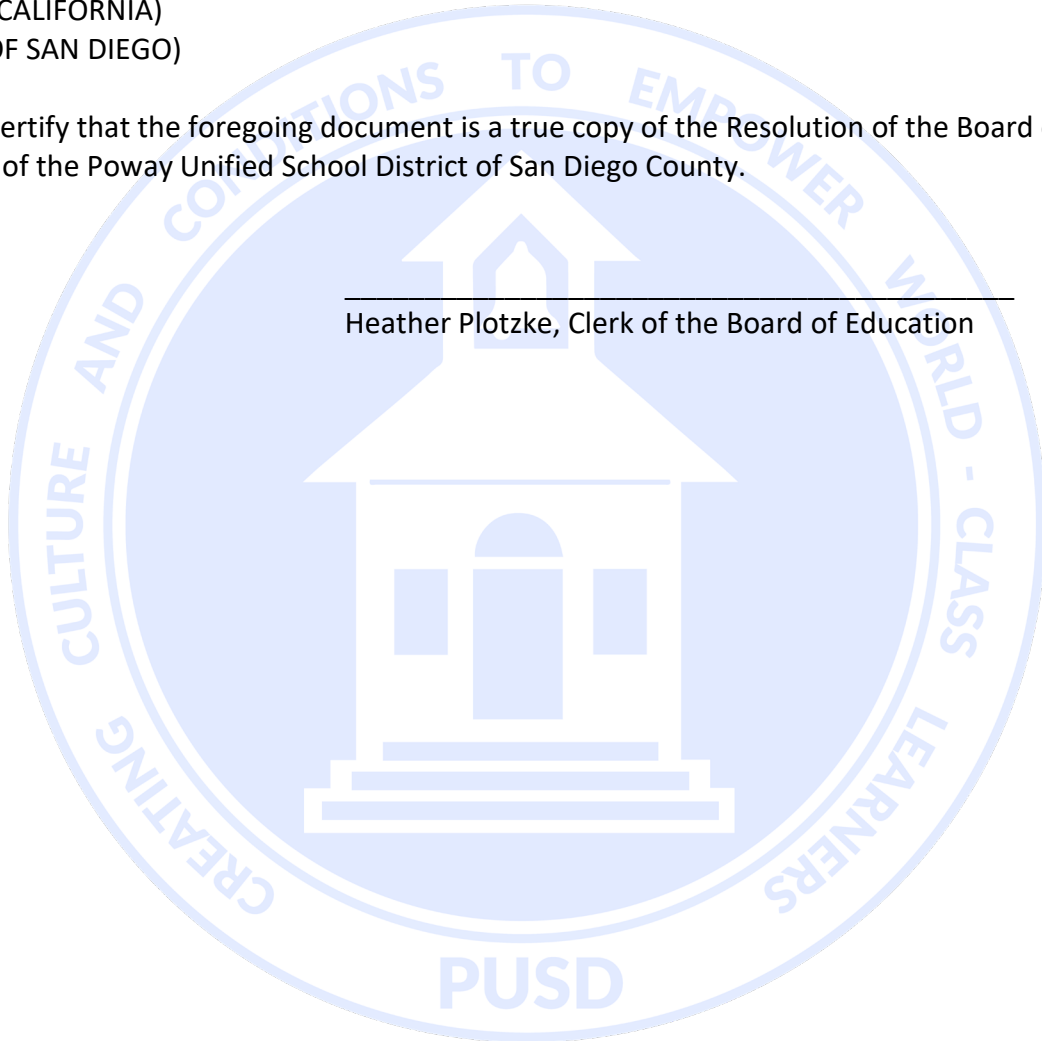 CALIFORNIA)
OF SAN DIEGO)
ertify that the foregoing document is a true copy of the Resolution of the Board
of the Poway Unified School District of San Diego County.
Heather Plotzke, Clerk of the Board of Education
CREATING CULTURE AND CONDITIONS TO EMPOWER WORLD - CLASS LEARNERS
PUSD